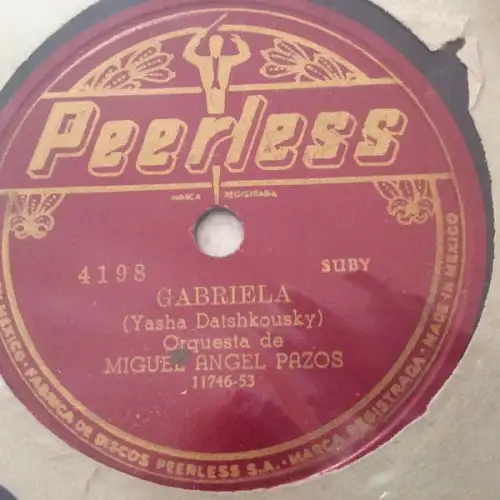 Peerless
MARCA REGISTRADA
4198 SUBY
GABRIELA
(Yasha Datshkousky)
Orquesta de
MIGUEL ANGEL PAZOS
11746-53
EN MEXICO · FABRICA DE DISCOS PEERLESS S.A. - MARCA REGISTRADA - MADE IN MEXICO